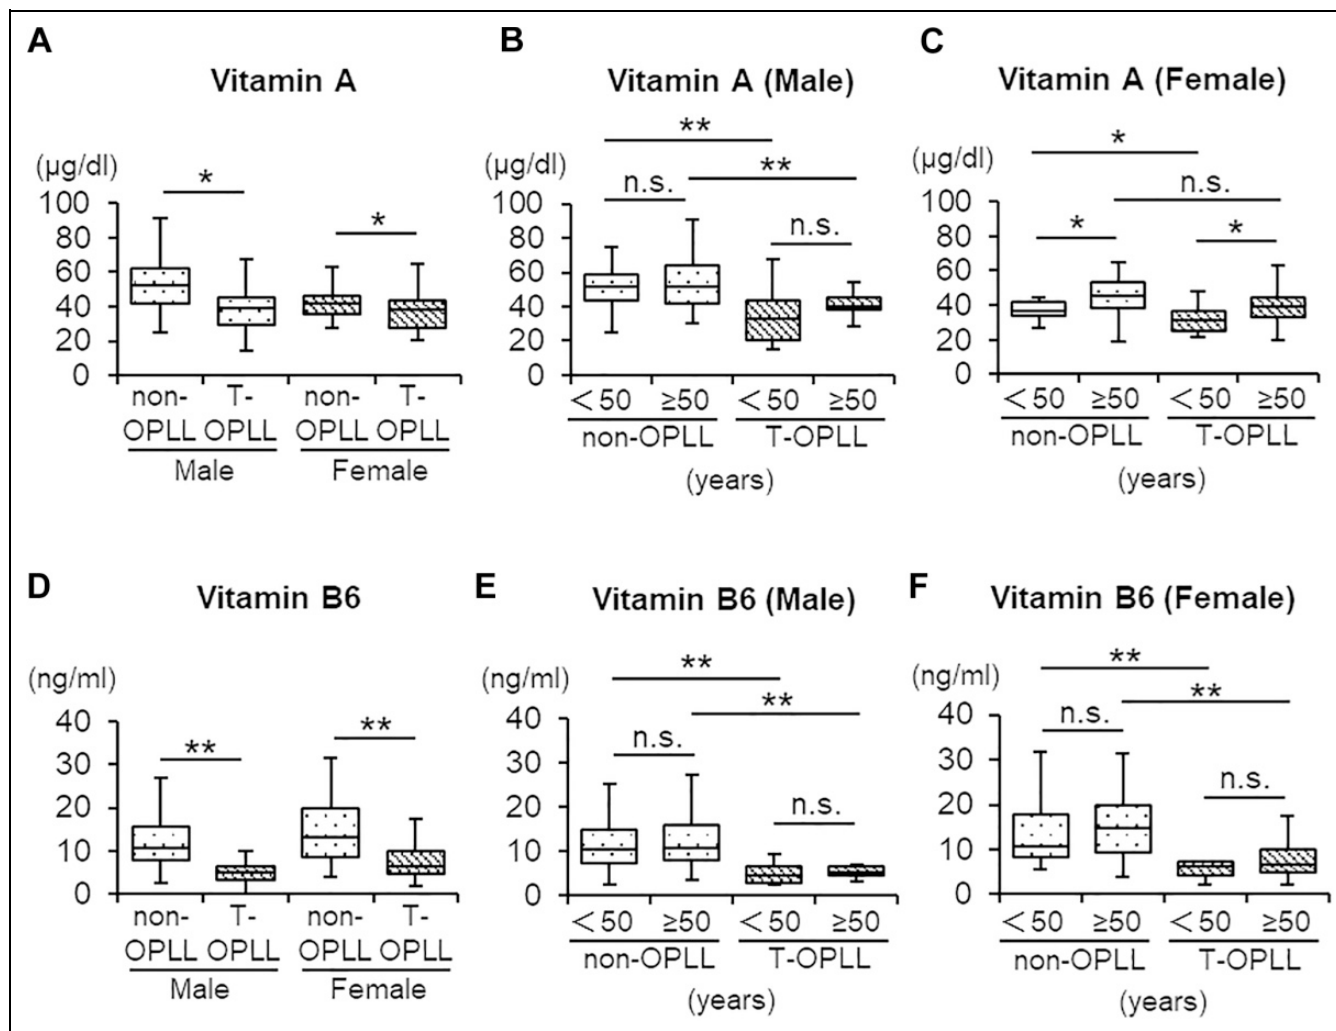 A
Vitamin A
(µg/dl)
*
*
100
80
60
40
20
0
non- T- non- T-
OPLL OPLL OPLL OPLL
Male Female
B
Vitamin A (Male)
(µg/dl)
**
**
n.s.
n.s.
100
80
60
40
20
0
<50 ≥50 <50 ≥50
non-OPLL T-OPLL
(years)
C
Vitamin A (Female)
(µg/dl)
*
n.s.
*
*
100
80
60
40
20
0
<50 ≥50 <50 ≥50
non-OPLL T-OPLL
(years)
D
Vitamin B6
(ng/ml)
**
**
40
30
20
10
0
non- T- non- T-
OPLL OPLL OPLL OPLL
Male Female
E
Vitamin B6 (Male)
(ng/ml)
**
**
n.s.
n.s.
40
30
20
10
0
<50 ≥50 <50 ≥50
non-OPLL T-OPLL
(years)
F
Vitamin B6 (Female)
(ng/ml)
**
**
n.s.
n.s.
40
30
20
10
0
<50 ≥50 <50 ≥50
non-OPLL T-OPLL
(years)